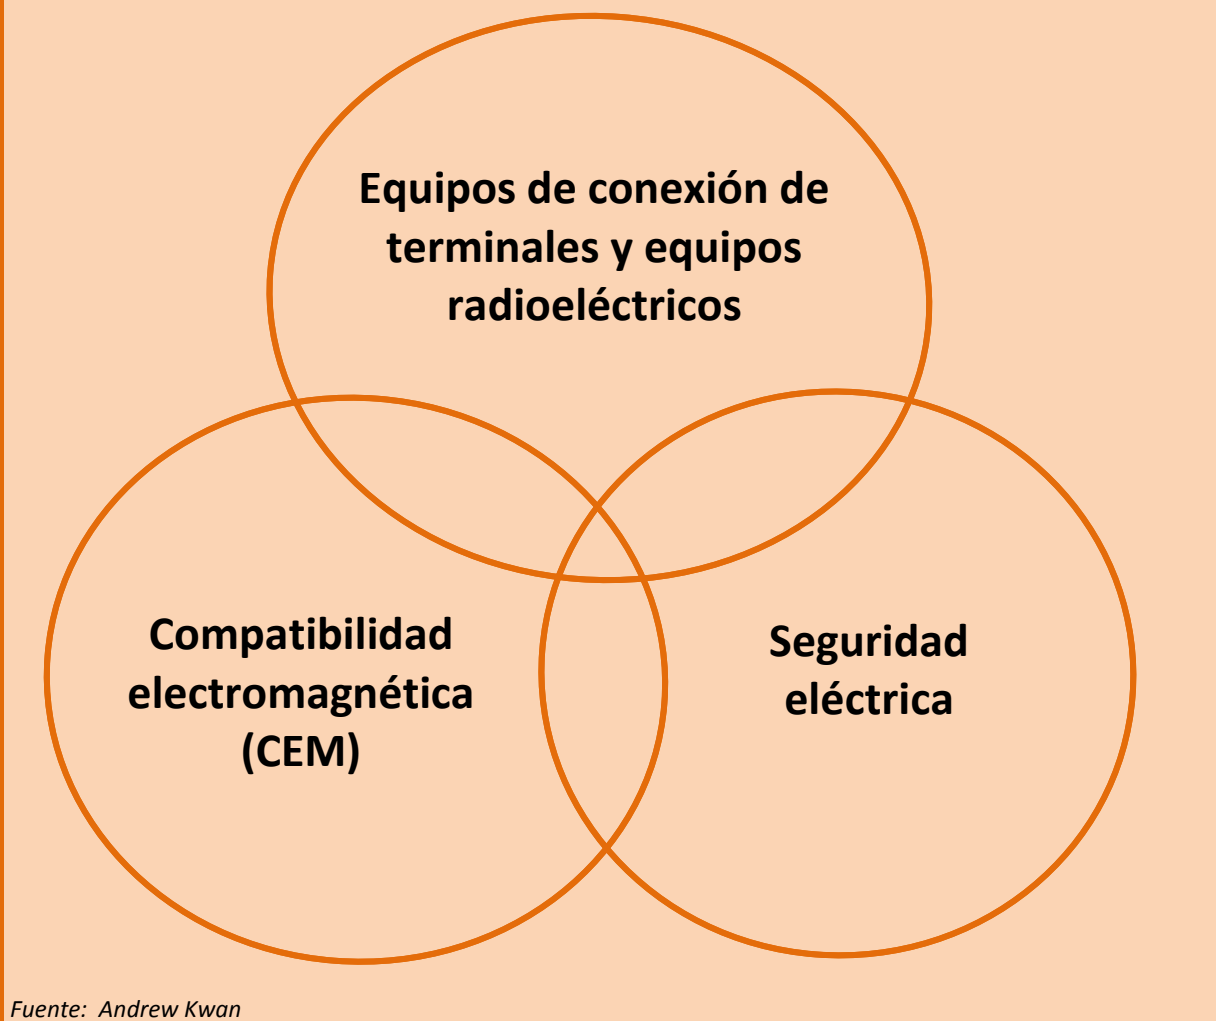 Equipos de conexión de
terminales y equipos
radioeléctricos
Compatibilidad
electromagnética
(CEM)
Seguridad
eléctrica
Fuente: Andrew Kwan